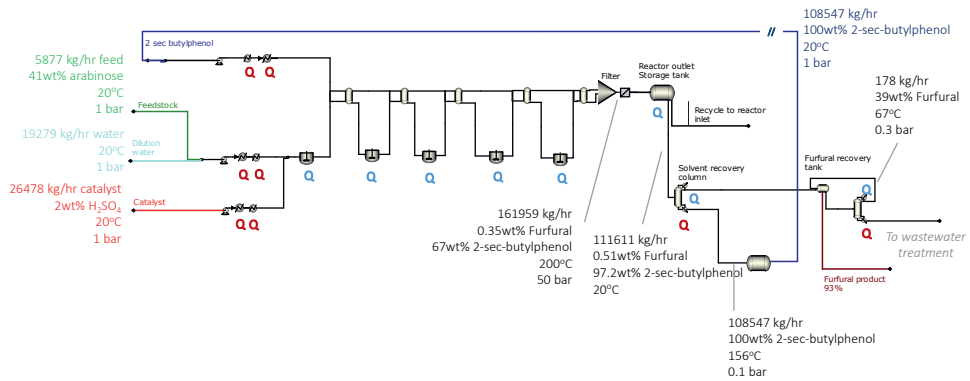 108547 kg/hr
100wt% 2-sec-butylphenol
20°C
1 bar
2 sec butylphenol
5877 kg/hr feed
41wt% arabinose
20°C
1 bar
Feedstock
19279 kg/hr water
20°C
1 bar
Dilution
water
26478 kg/hr catalyst
2wt% H₂SO₄
20°C
1 bar
Catalyst
Q Q
Q Q
Q Q
Q
Q
Q
Q
Q
Filter
Reactor outlet
Storage tank
Q
Recycle to reactor
inlet
178 kg/hr
39wt% Furfural
67°C
0.3 bar
Solvent recovery
column
Q
Q
Furfural recovery
tank
Q
Q
To wastewater
treatment
Furfural product
93%
161959 kg/hr
0.35wt% Furfural
67wt% 2-sec-butylphenol
200°C
50 bar
111611 kg/hr
0.51wt% Furfural
97.2wt% 2-sec-butylphenol
20°C
108547 kg/hr
100wt% 2-sec-butylphenol
156°C
0.1 bar